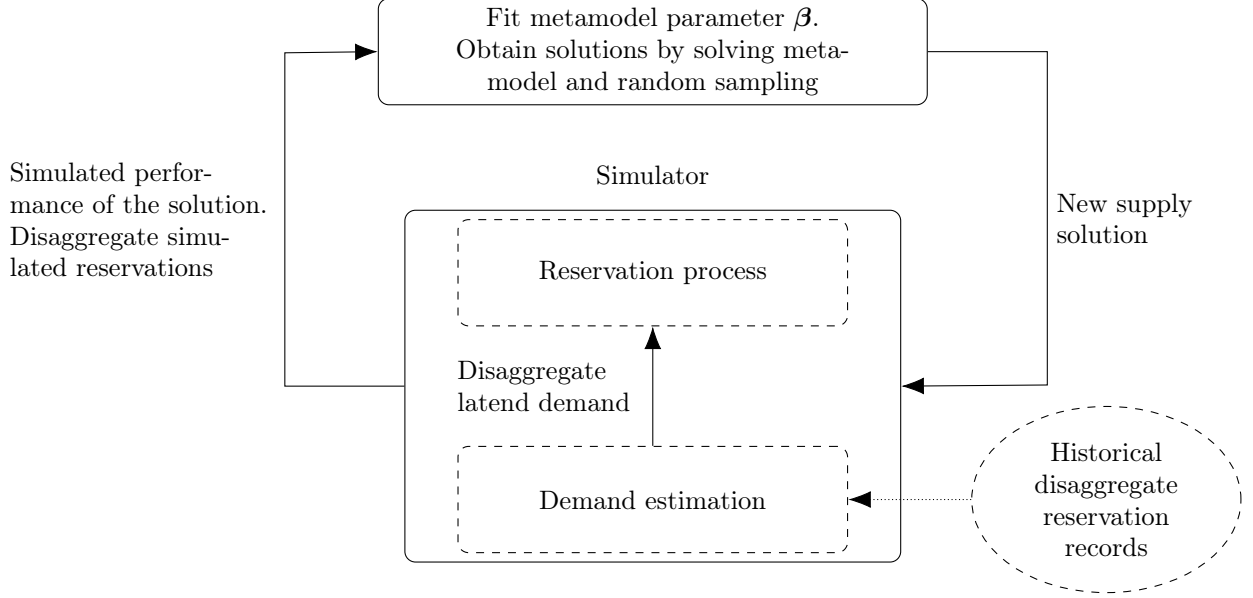 Fit metamodel parameter β.
Obtain solutions by solving meta-
model and random sampling
Simulated perfor-
mance of the solution.
Disaggregate simu-
lated reservations
Simulator
New supply
solution
Reservation process
Disaggregate
latend demand
Demand estimation
Historical
disaggregate
reservation
records